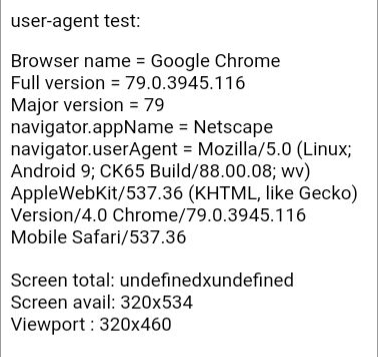 user-agent test:
Browser name = Google Chrome
Full version = 79.0.3945.116
Major version = 79
navigator.appName = Netscape
navigator.userAgent = Mozilla/5.0 (Linux;
Android 9; CK65 Build/88.00.08; wv)
AppleWebKit/537.36 (KHTML, like Gecko)
Version/4.0 Chrome/79.0.3945.116
Mobile Safari/537.36
Screen total: undefinedxundefined
Screen avail: 320x534
Viewport : 320x460